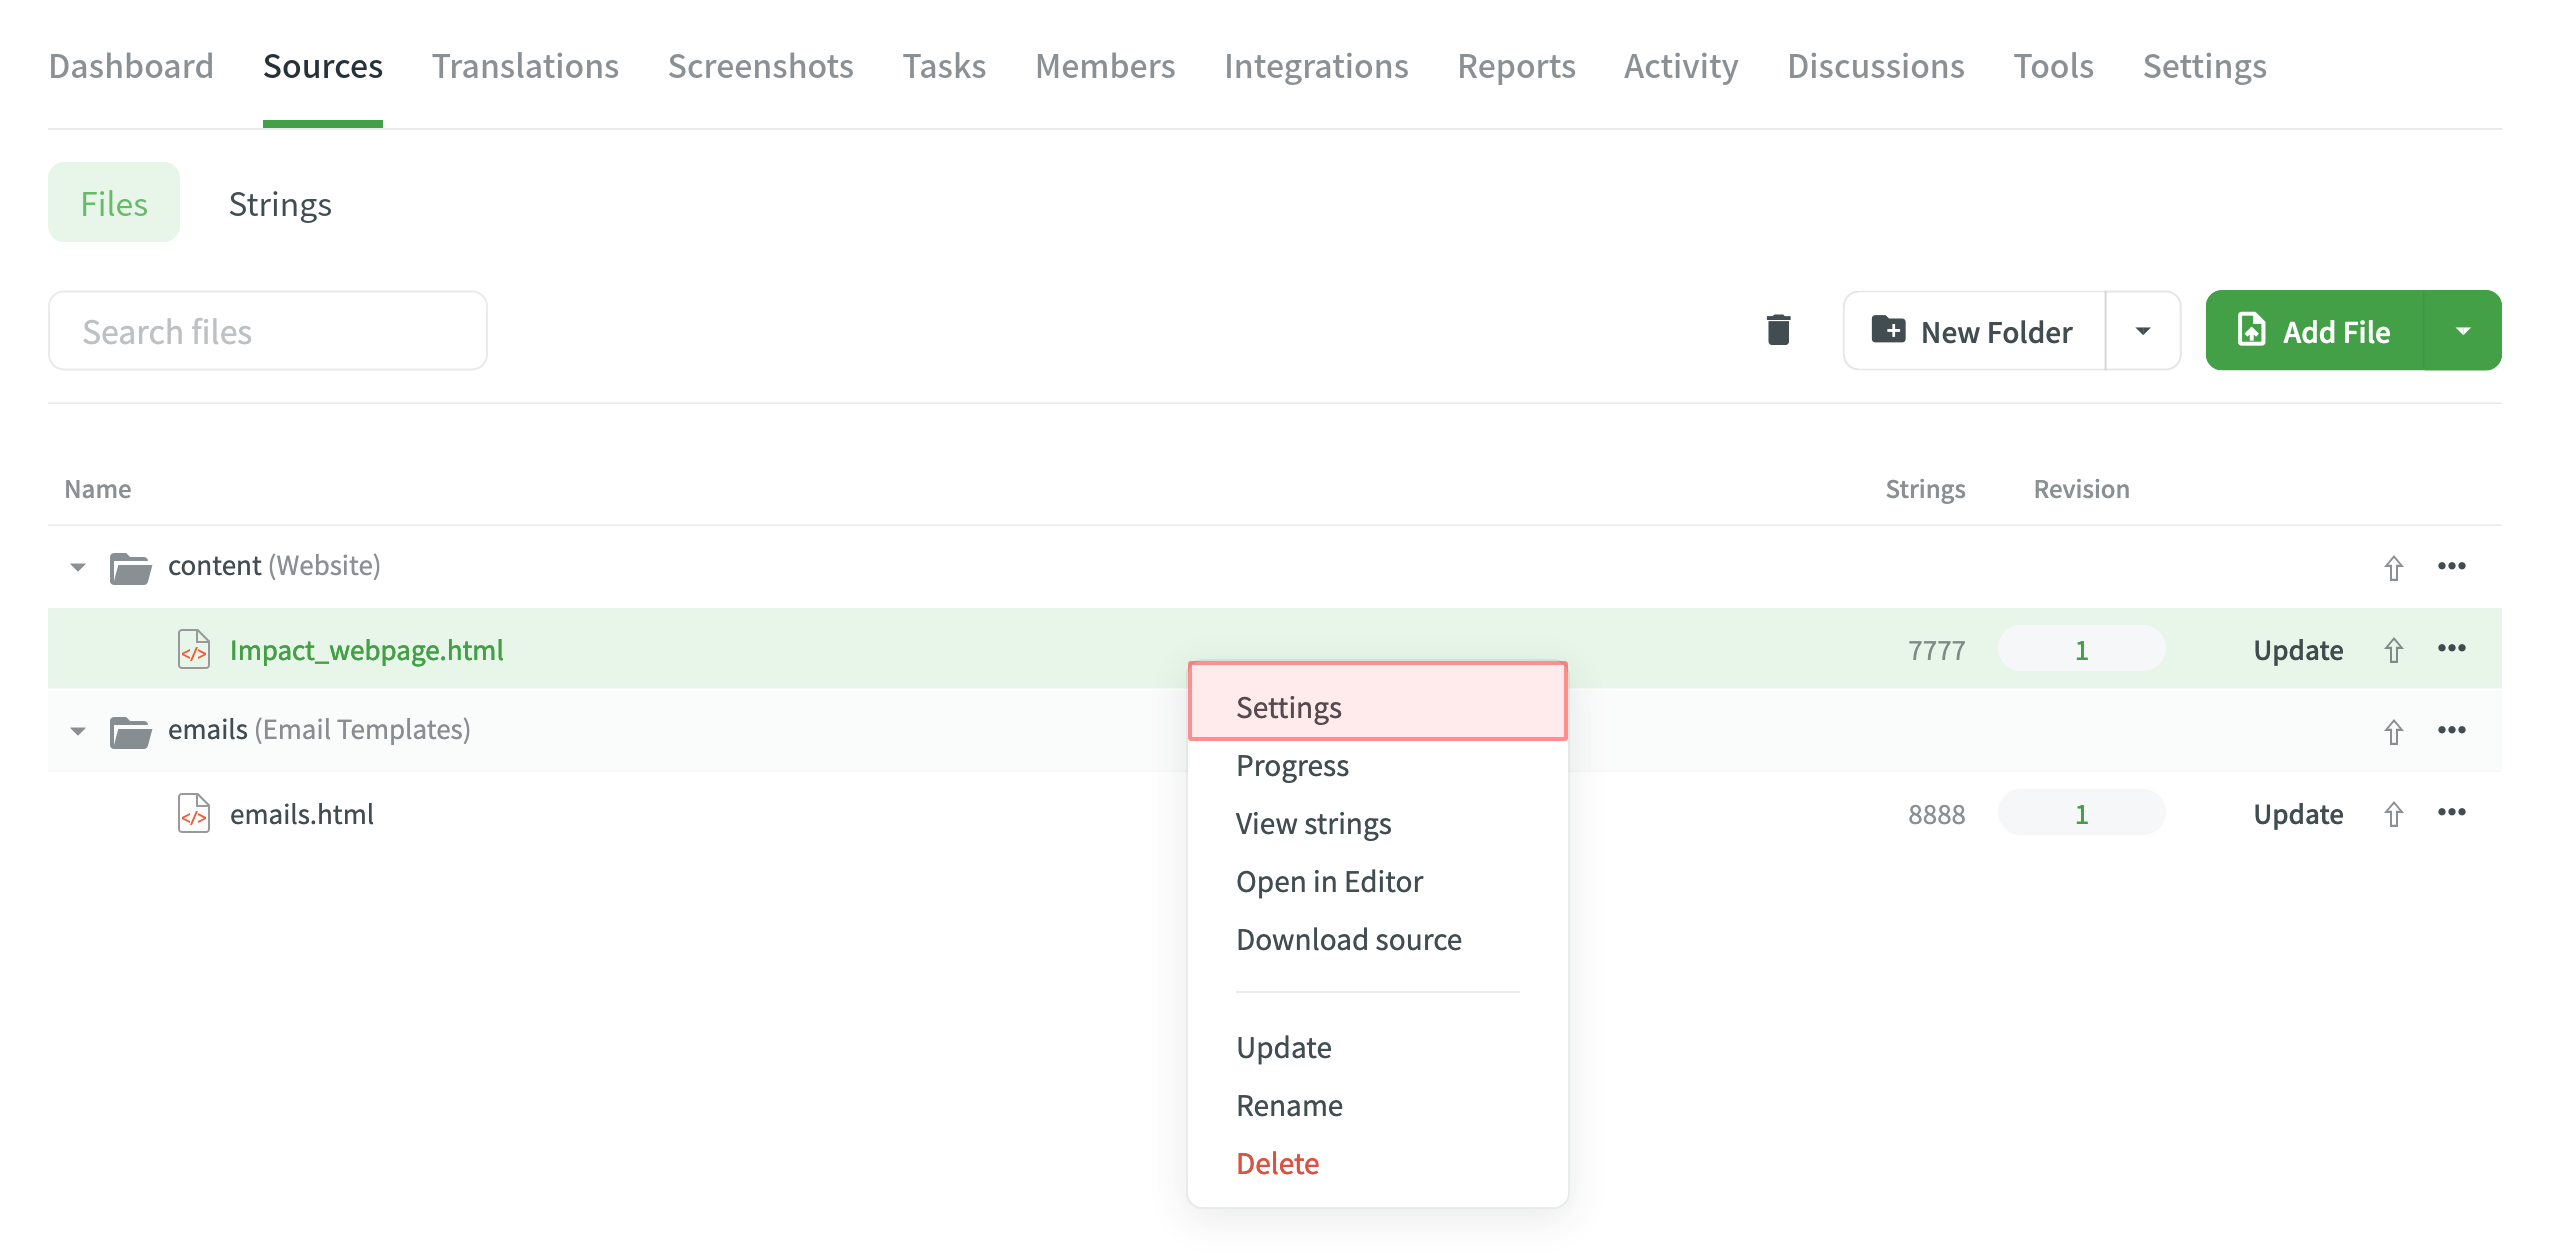 Dashboard Sources Translations Screenshots Tasks Members Integrations Reports Activity Discussions Tools Settings
Files Strings
Search files New Folder Add File
Name Strings Revision
content (Website)
</> Impact_webpage.html 7777 1 Update
emails (Email Templates)
</> emails.html 8888 1 Update
Settings
Progress
View strings
Open in Editor
Download source
Update
Rename
Delete